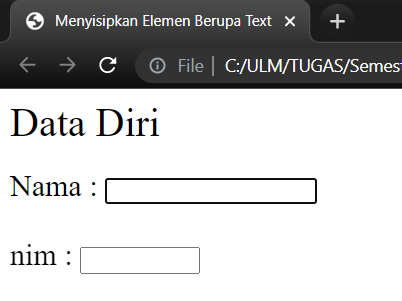 Menyisipkan Elemen Berupa Text
File | C:/ULM/TUGAS/Semest
Data Diri
Nama :
nim :